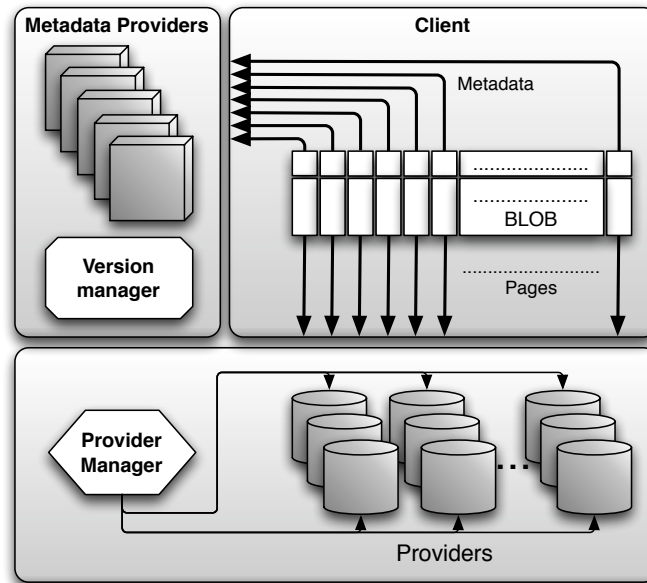 Metadata Providers
Client
Metadata
......................
......................
BLOB
Version
manager
......................
Pages
Provider
Manager
...
Providers